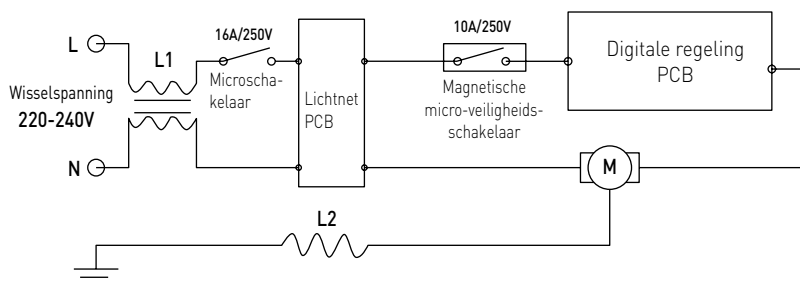 L
L1
16A/250V
Microscha-
kelaar
Wisselspanning
220-240V
N
Lichtnet
PCB
10A/250V
Magnetische
micro-veiligheids-
schakelaar
Digitale regeling
PCB
M
L2